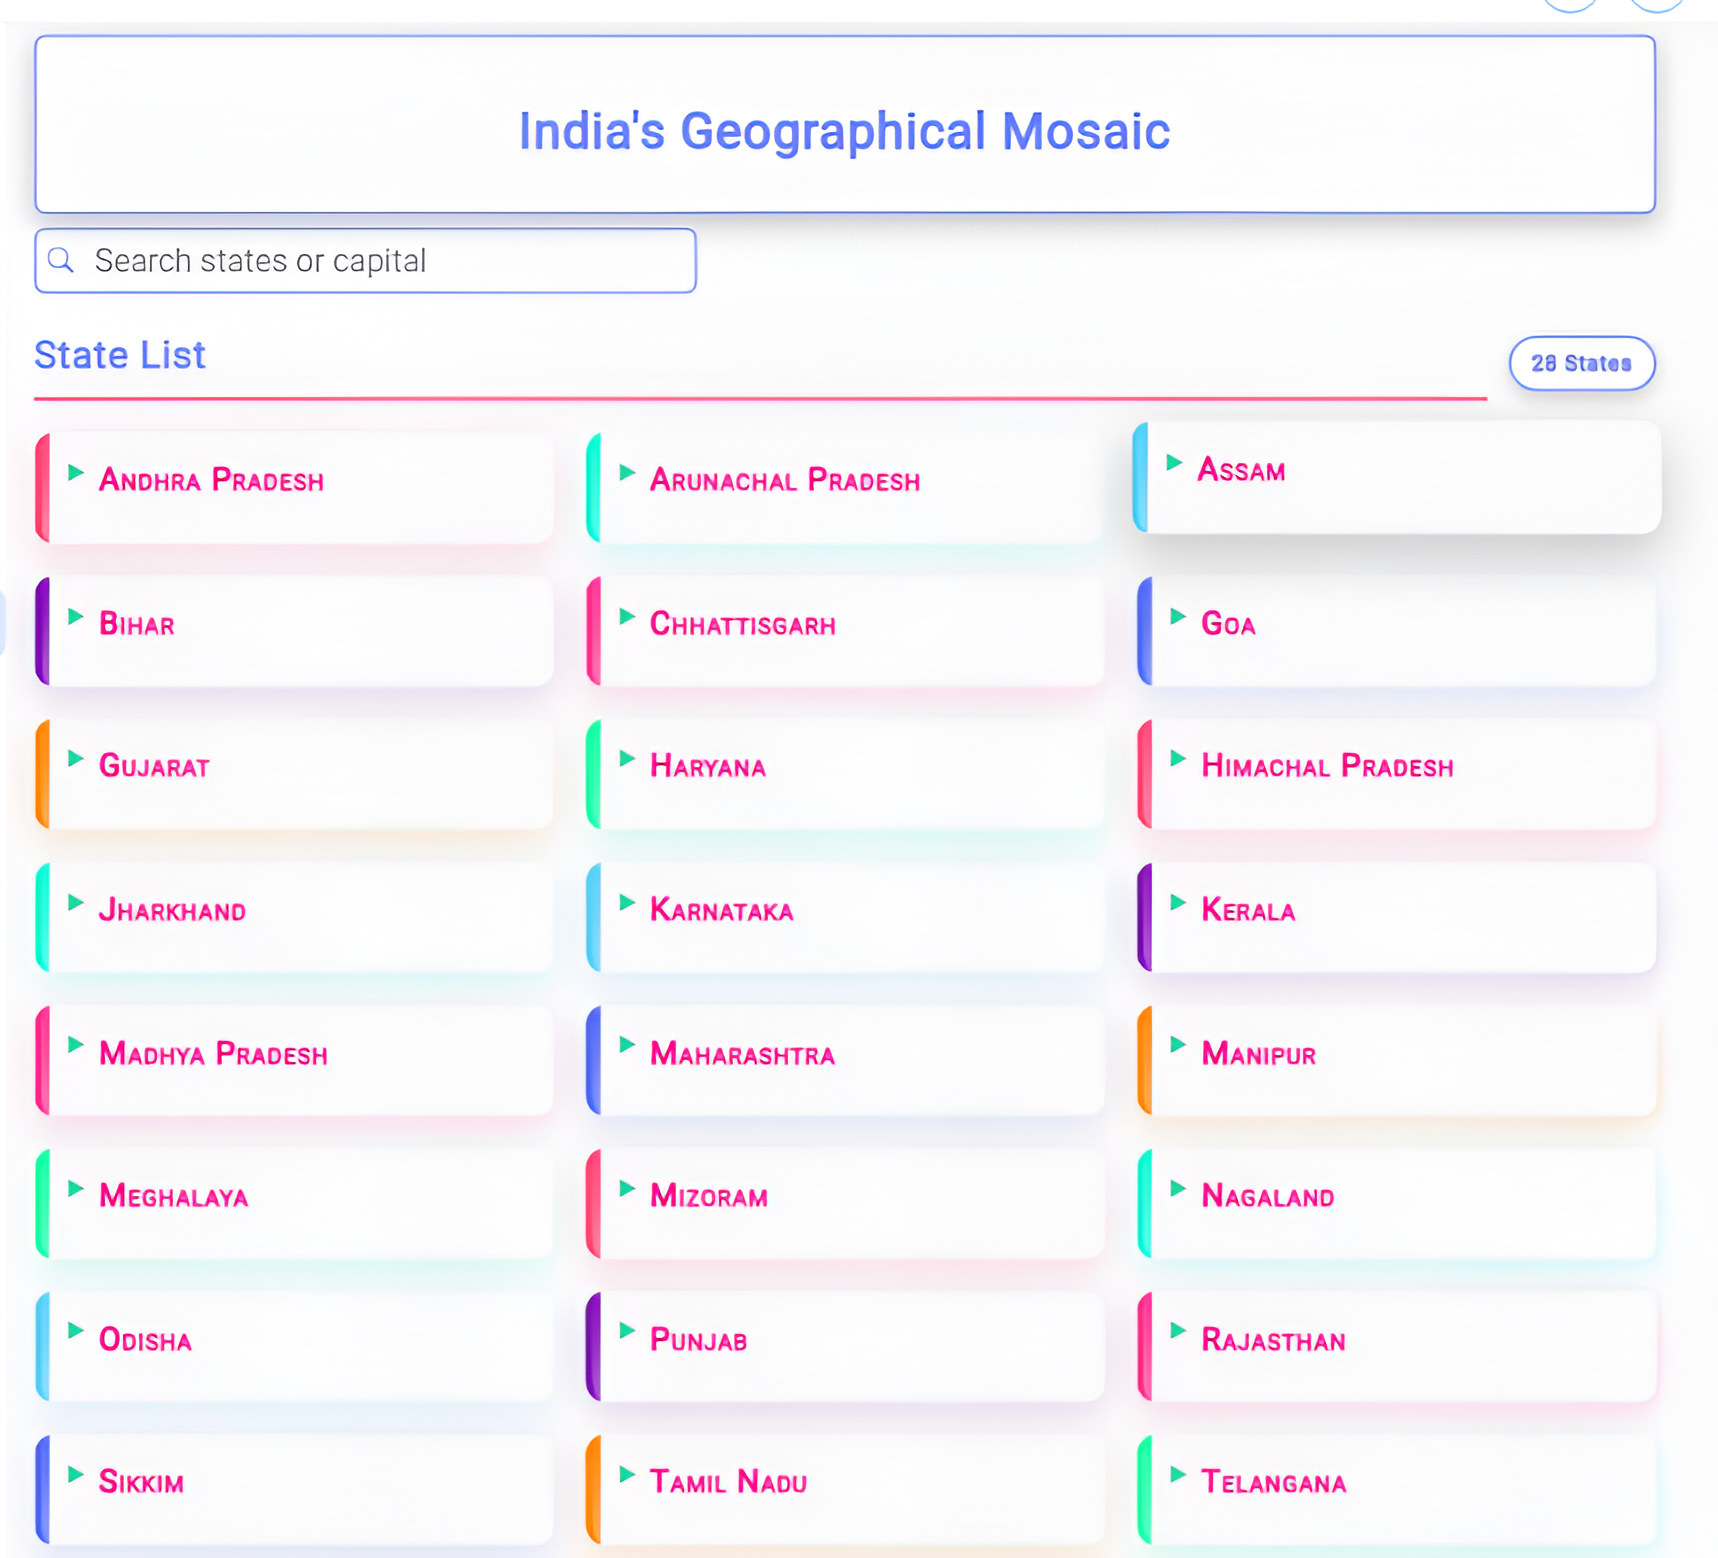 India's Geographical Mosaic
Search states or capital
State List
28 States
Andhra Pradesh
Arunachal Pradesh
Assam
Bihar
Chhattisgarh
Goa
Gujarat
Haryana
Himachal Pradesh
Jharkhand
Karnataka
Kerala
Madhya Pradesh
Maharashtra
Manipur
Meghalaya
Mizoram
Nagaland
Odisha
Punjab
Rajasthan
Sikkim
Tamil Nadu
Telangana